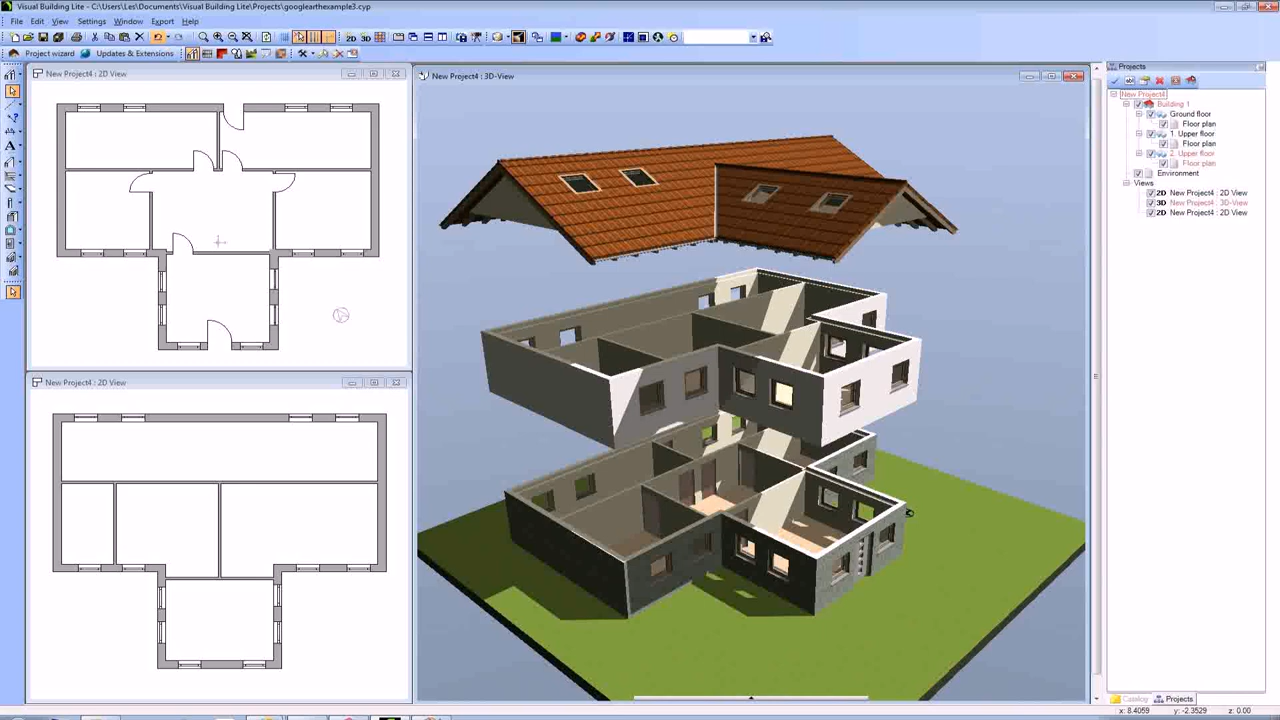 Visual Building Lite - C:\Users\Les\Documents\Visual Building Lite\Projects\googlearthexample3.cyp
File Edit View Settings Window Export Help
2D 3D
Project wizard Updates & Extensions
New Project4 : 2D View
New Project4 : 3D-View
Projects
New Project4
Building 1
Ground floor
Floor plan
1. Upper floor
Floor plan
2. Upper floor
Floor plan
Environment
Views
2D New Project4 : 2D View
3D New Project4 : 3D-View
2D New Project4 : 2D View
A
New Project4 : 2D View
Catalog Projects
x: 8.4059 y: -2.3529 z: 0.00